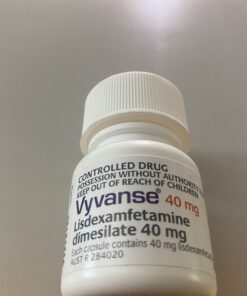 CONTROLLED DRUG
POSSESSION WITHOUT AUTHORITY
KEEP OUT OF REACH OF CHILDREN
Vyvanse® 40 mg
Lisdexamfetamine
dimesilate 40 mg
Each capsule contains 40 mg
AUST R 284020